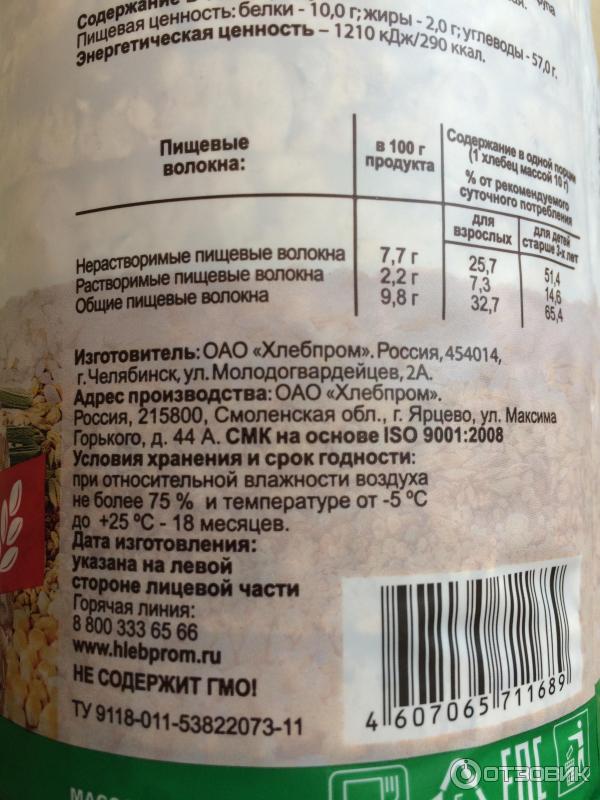 Содержание в
Пищевая ценность: белки - 10,0 г; жиры - 2,0 г; углеводы - 57,0 г.
Энергетическая ценность – 1210 кДж/290 ккал.
Пищевые
волокна:
в 100 г
продукта
Содержание в одной порции
(1 хлебец массой 10 г)
% от рекомендуемого
суточного потребления
для
взрослых
для детей
старше 3-х лет
Нерастворимые пищевые волокна 7,7 г 25,7 51,4
Растворимые пищевые волокна 2,2 г 7,3 14,6
Общие пищевые волокна 9,8 г 32,7 65,4
Изготовитель: ОАО «Хлебпром». Россия, 454014,
г. Челябинск, ул. Молодогвардейцев, 2А.
Адрес производства: ОАО «Хлебпром».
Россия, 215800, Смоленская обл., г. Ярцево, ул. Максима
Горького, д. 44 А. СМК на основе ISO 9001:2008
Условия хранения и срок годности:
при относительной влажности воздуха
не более 75 % и температуре от -5 ºС
до +25 ºС - 18 месяцев.
Дата изготовления:
указана на левой
стороне лицевой части
Горячая линия:
8 800 333 65 66
www.hlebprom.ru
НЕ СОДЕРЖИТ ГМО!
ТУ 9118-011-53822073-11
4 607065 711689
ОТЗОВИК